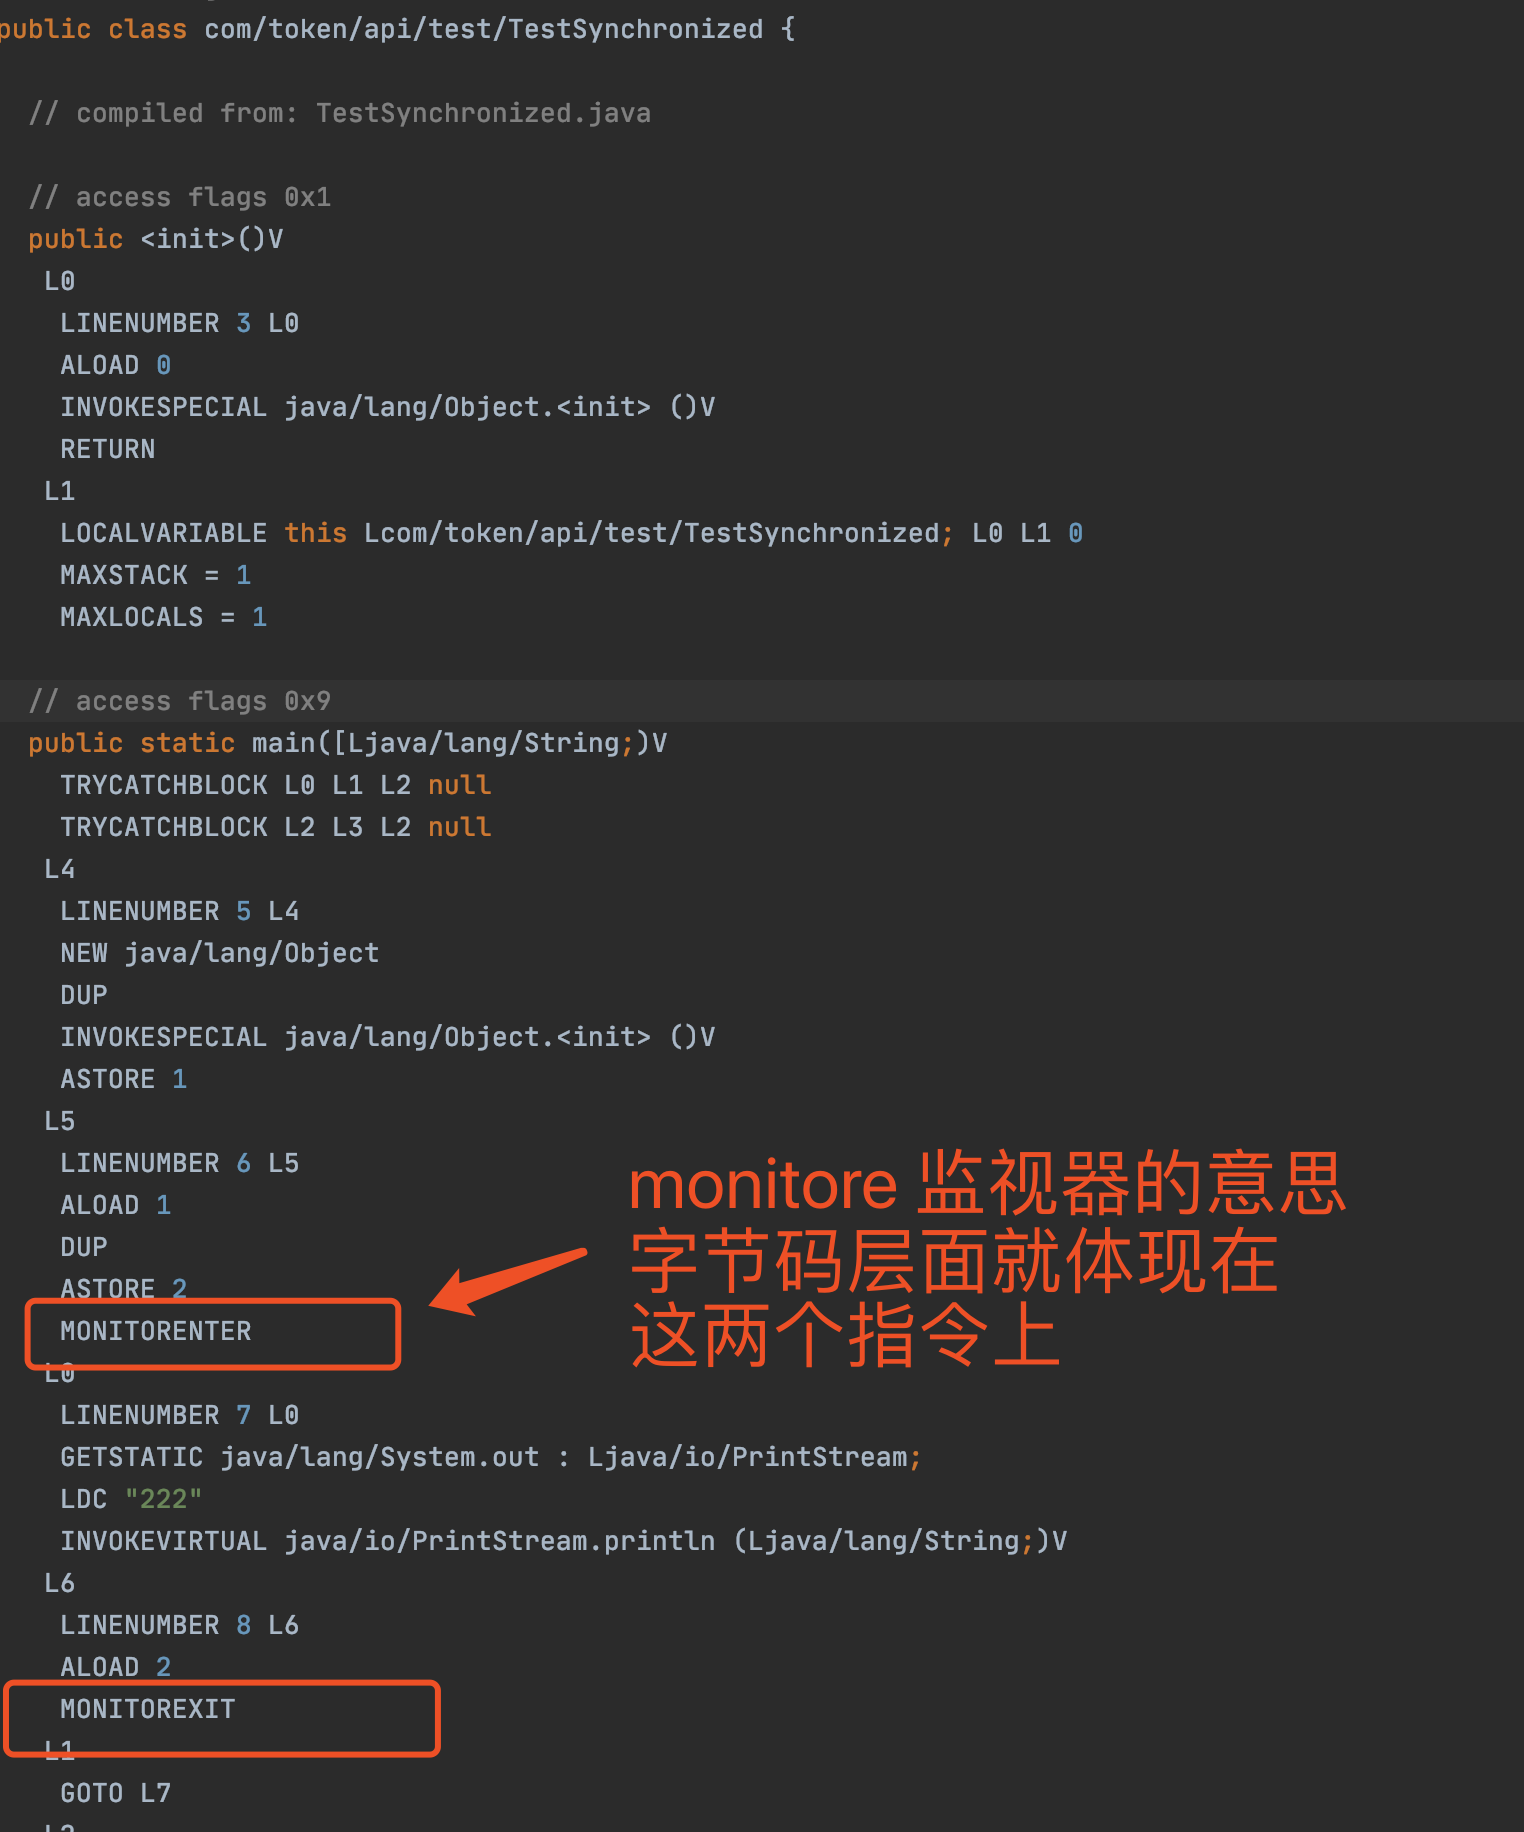 public class com/token/api/test/TestSynchronized {
// compiled from: TestSynchronized.java
// access flags 0x1
public <init>()V
L0
LINENUMBER 3 L0
ALOAD 0
INVOKESPECIAL java/lang/Object.<init> ()V
RETURN
L1
LOCALVARIABLE this Lcom/token/api/test/TestSynchronized; L0 L1 0
MAXSTACK = 1
MAXLOCALS = 1
// access flags 0x9
public static main([Ljava/lang/String;)V
TRYCATCHBLOCK L0 L1 L2 null
TRYCATCHBLOCK L2 L3 L2 null
L4
LINENUMBER 5 L4
NEW java/lang/Object
DUP
INVOKESPECIAL java/lang/Object.<init> ()V
ASTORE 1
L5
LINENUMBER 6 L5
ALOAD 1
DUP
ASTORE 2
MONITORENTER
monitore 监视器的意思
字节码层面就体现在
这两个指令上
L0
LINENUMBER 7 L0
GETSTATIC java/lang/System.out : Ljava/io/PrintStream;
LDC "222"
INVOKEVIRTUAL java/io/PrintStream.println (Ljava/lang/String;)V
L6
LINENUMBER 8 L6
ALOAD 2
MONITOREXIT
L1
GOTO L7